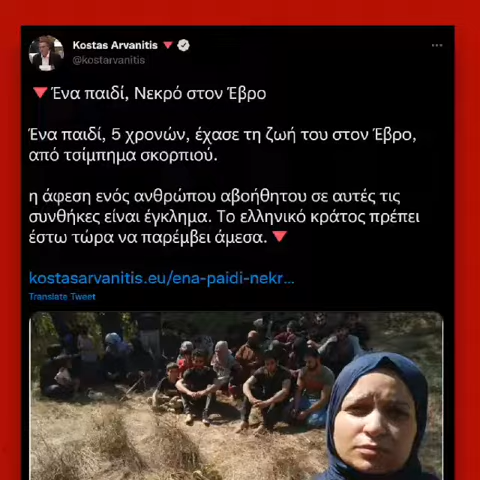 Kostas Arvanitis
@kostarvanitis
Ένα παιδί, Νεκρό στον Έβρο
Ένα παιδί, 5 χρονών, έχασε τη ζωή του στον Έβρο,
από τσίμπημα σκορπιού.
η άφεση ενός ανθρώπου αβοήθητου σε αυτές τις
συνθήκες είναι έγκλημα. Το ελληνικό κράτος πρέπει
έστω τώρα να παρέμβει άμεσα.
kostasarvanitis.eu/ena-paidi-nekr...
Translate Tweet